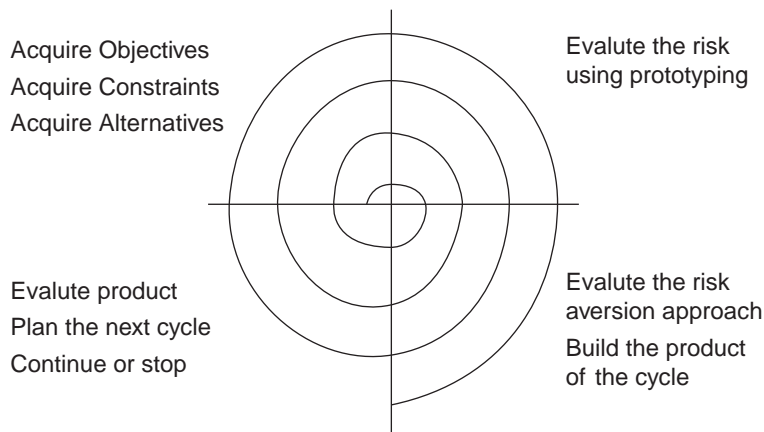 Acquire Objectives
Acquire Constraints
Acquire Alternatives
Evalute the risk
using prototyping
Evalute product
Plan the next cycle
Continue or stop
Evalute the risk
aversion approach
Build the product
of the cycle